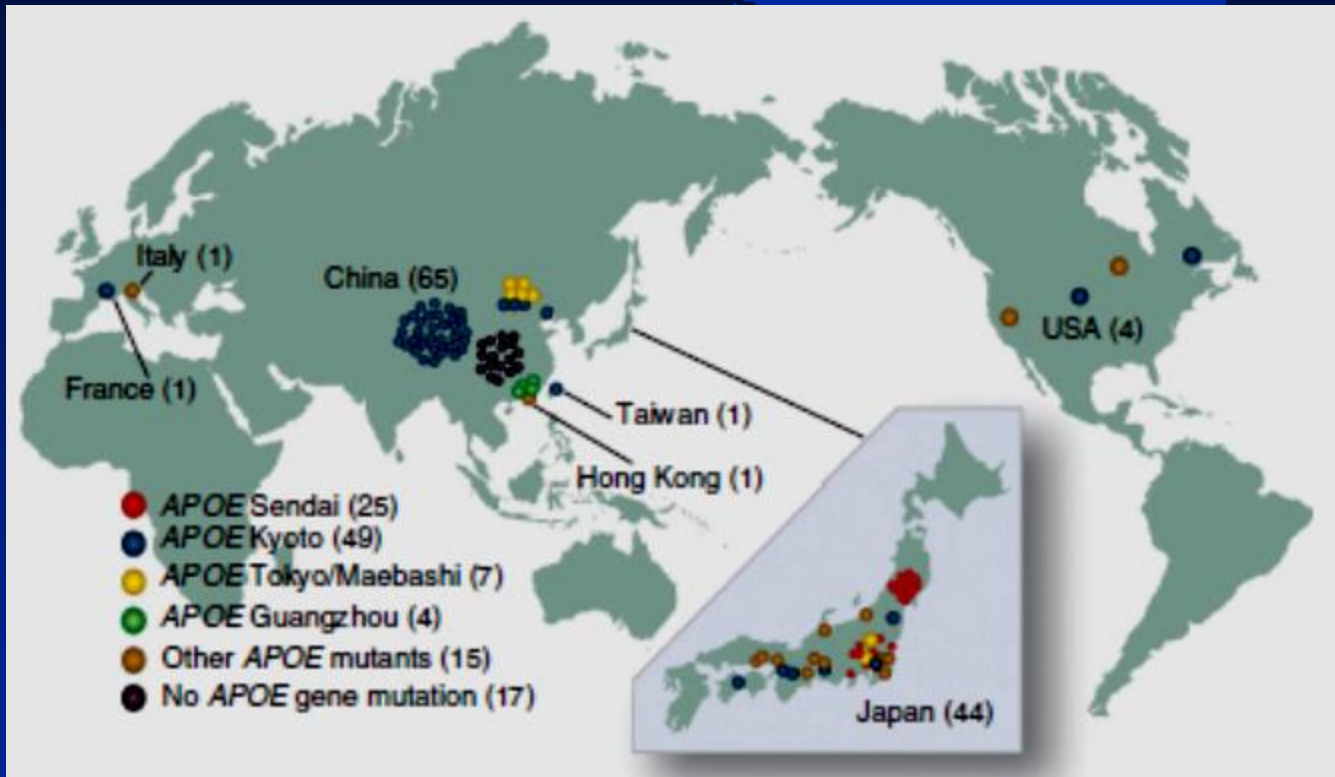 Italy (1)
China (65)
France (1)
USA (4)
Taiwan (1)
Hong Kong (1)
APOE Sendai (25)
APOE Kyoto (49)
APOE Tokyo/Maebashi (7)
APOE Guangzhou (4)
Other APOE mutants (15)
No APOE gene mutation (17)
Japan (44)